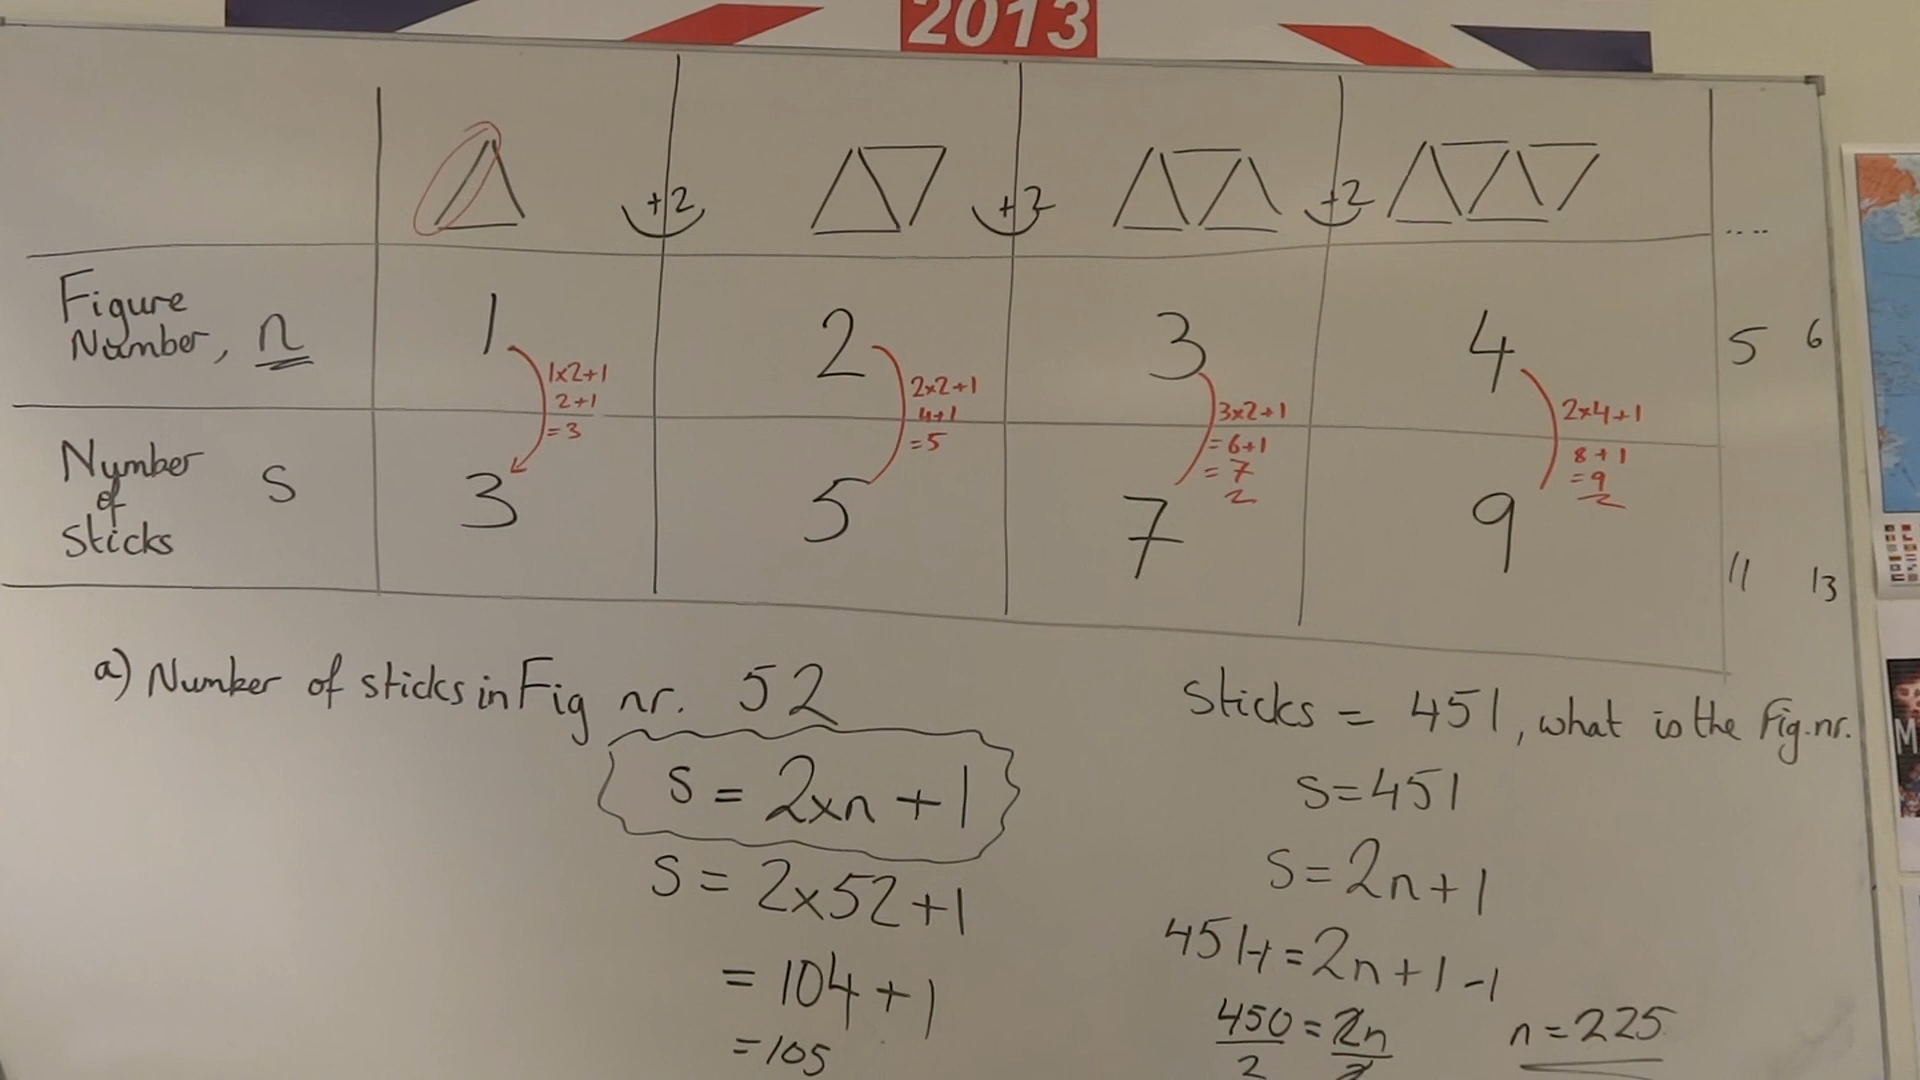 2013
+2 +2 +2 ....
Figure
Number, n 1 2 3 4 5 6
1x2+1
2+1
=3
2x2+1
4+1
=5
3x2+1
=6+1
=7
2x4+1
8+1
=9
Number
of
Sticks S 3 5 7 9 11 13
a) Number of sticks in Fig nr. 52
S = 2xn + 1
S = 2x52+1
= 104 + 1
=105
Sticks = 451, what is the Fig.nr.
S=451
S=2n+1
451-1=2n+1-1
450/2 = 2n/2 n=225
M